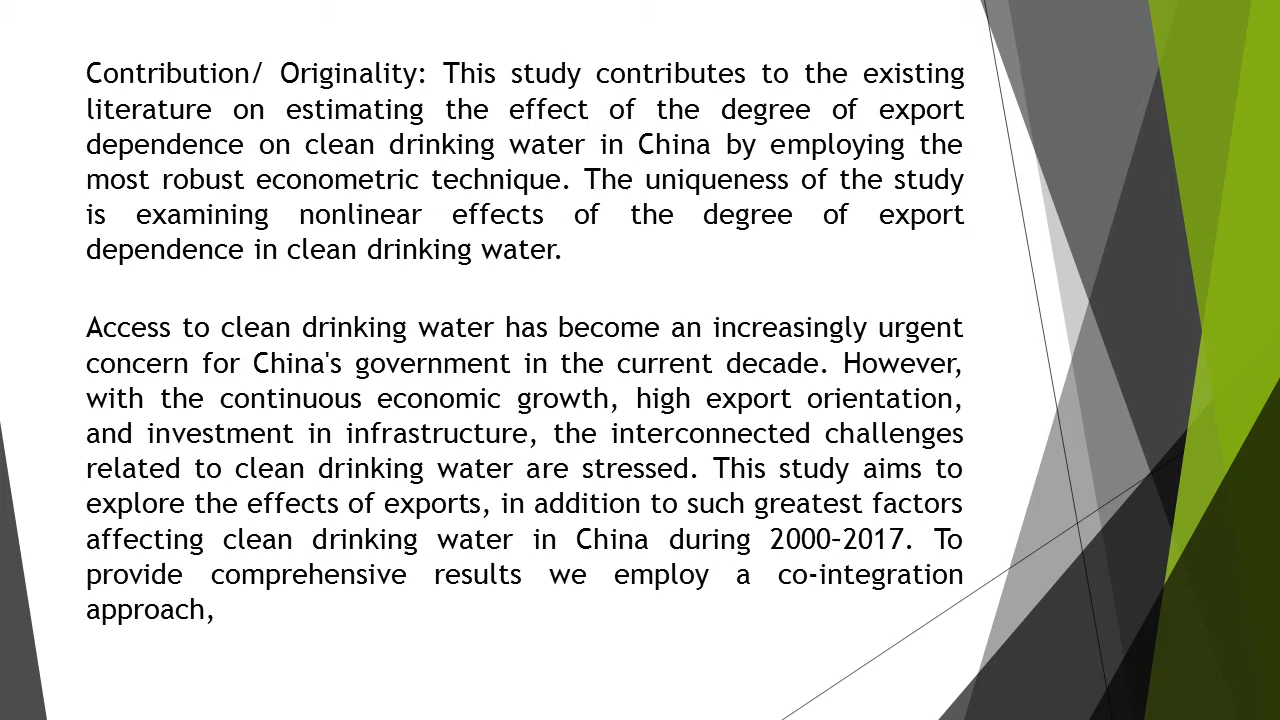 Contribution/ Originality: This study contributes to the existing
literature on estimating the effect of the degree of export
dependence on clean drinking water in China by employing the
most robust econometric technique. The uniqueness of the study
is examining nonlinear effects of the degree of export
dependence in clean drinking water.
Access to clean drinking water has become an increasingly urgent
concern for China's government in the current decade. However,
with the continuous economic growth, high export orientation,
and investment in infrastructure, the interconnected challenges
related to clean drinking water are stressed. This study aims to
explore the effects of exports, in addition to such greatest factors
affecting clean drinking water in China during 2000–2017. To
provide comprehensive results we employ a co-integration
approach,